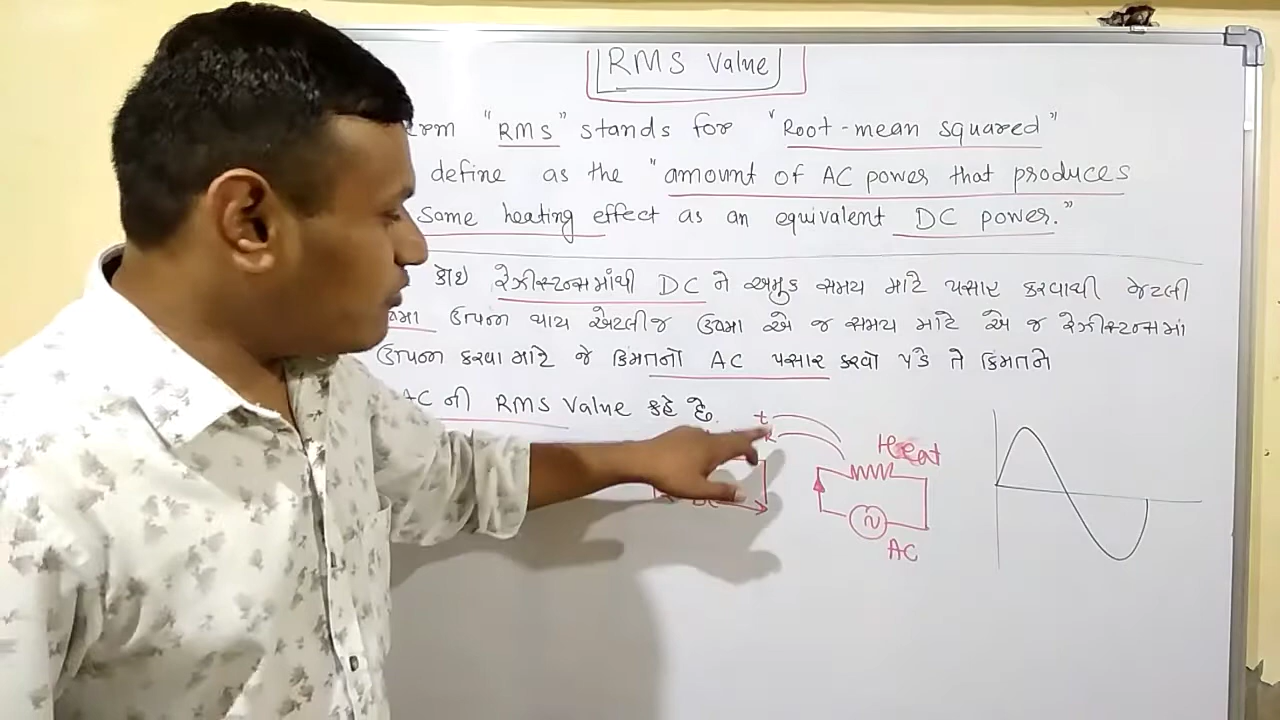 RMS Value
"RMS" stands for "Root-mean squared"
define as the "amount of AC power that produces
Some heating effect as an equivalent DC power."
કોઇ રેઝીસ્ટન્સમાંથી DC ને અમુક સમય માટે પસાર કરવાથી જેટલી
ઉત્પન્ન થાય એટલીજ ઉષ્મા એ જ સમય માટે એ જ રેઝીસ્ટન્સમાં
ઉત્પન્ન કરવા માટે જે કિંમતનો AC પસાર કરવો પડે તે કિંમતને
AC ની RMS Value કહે છે.
t
R
Heat
AC